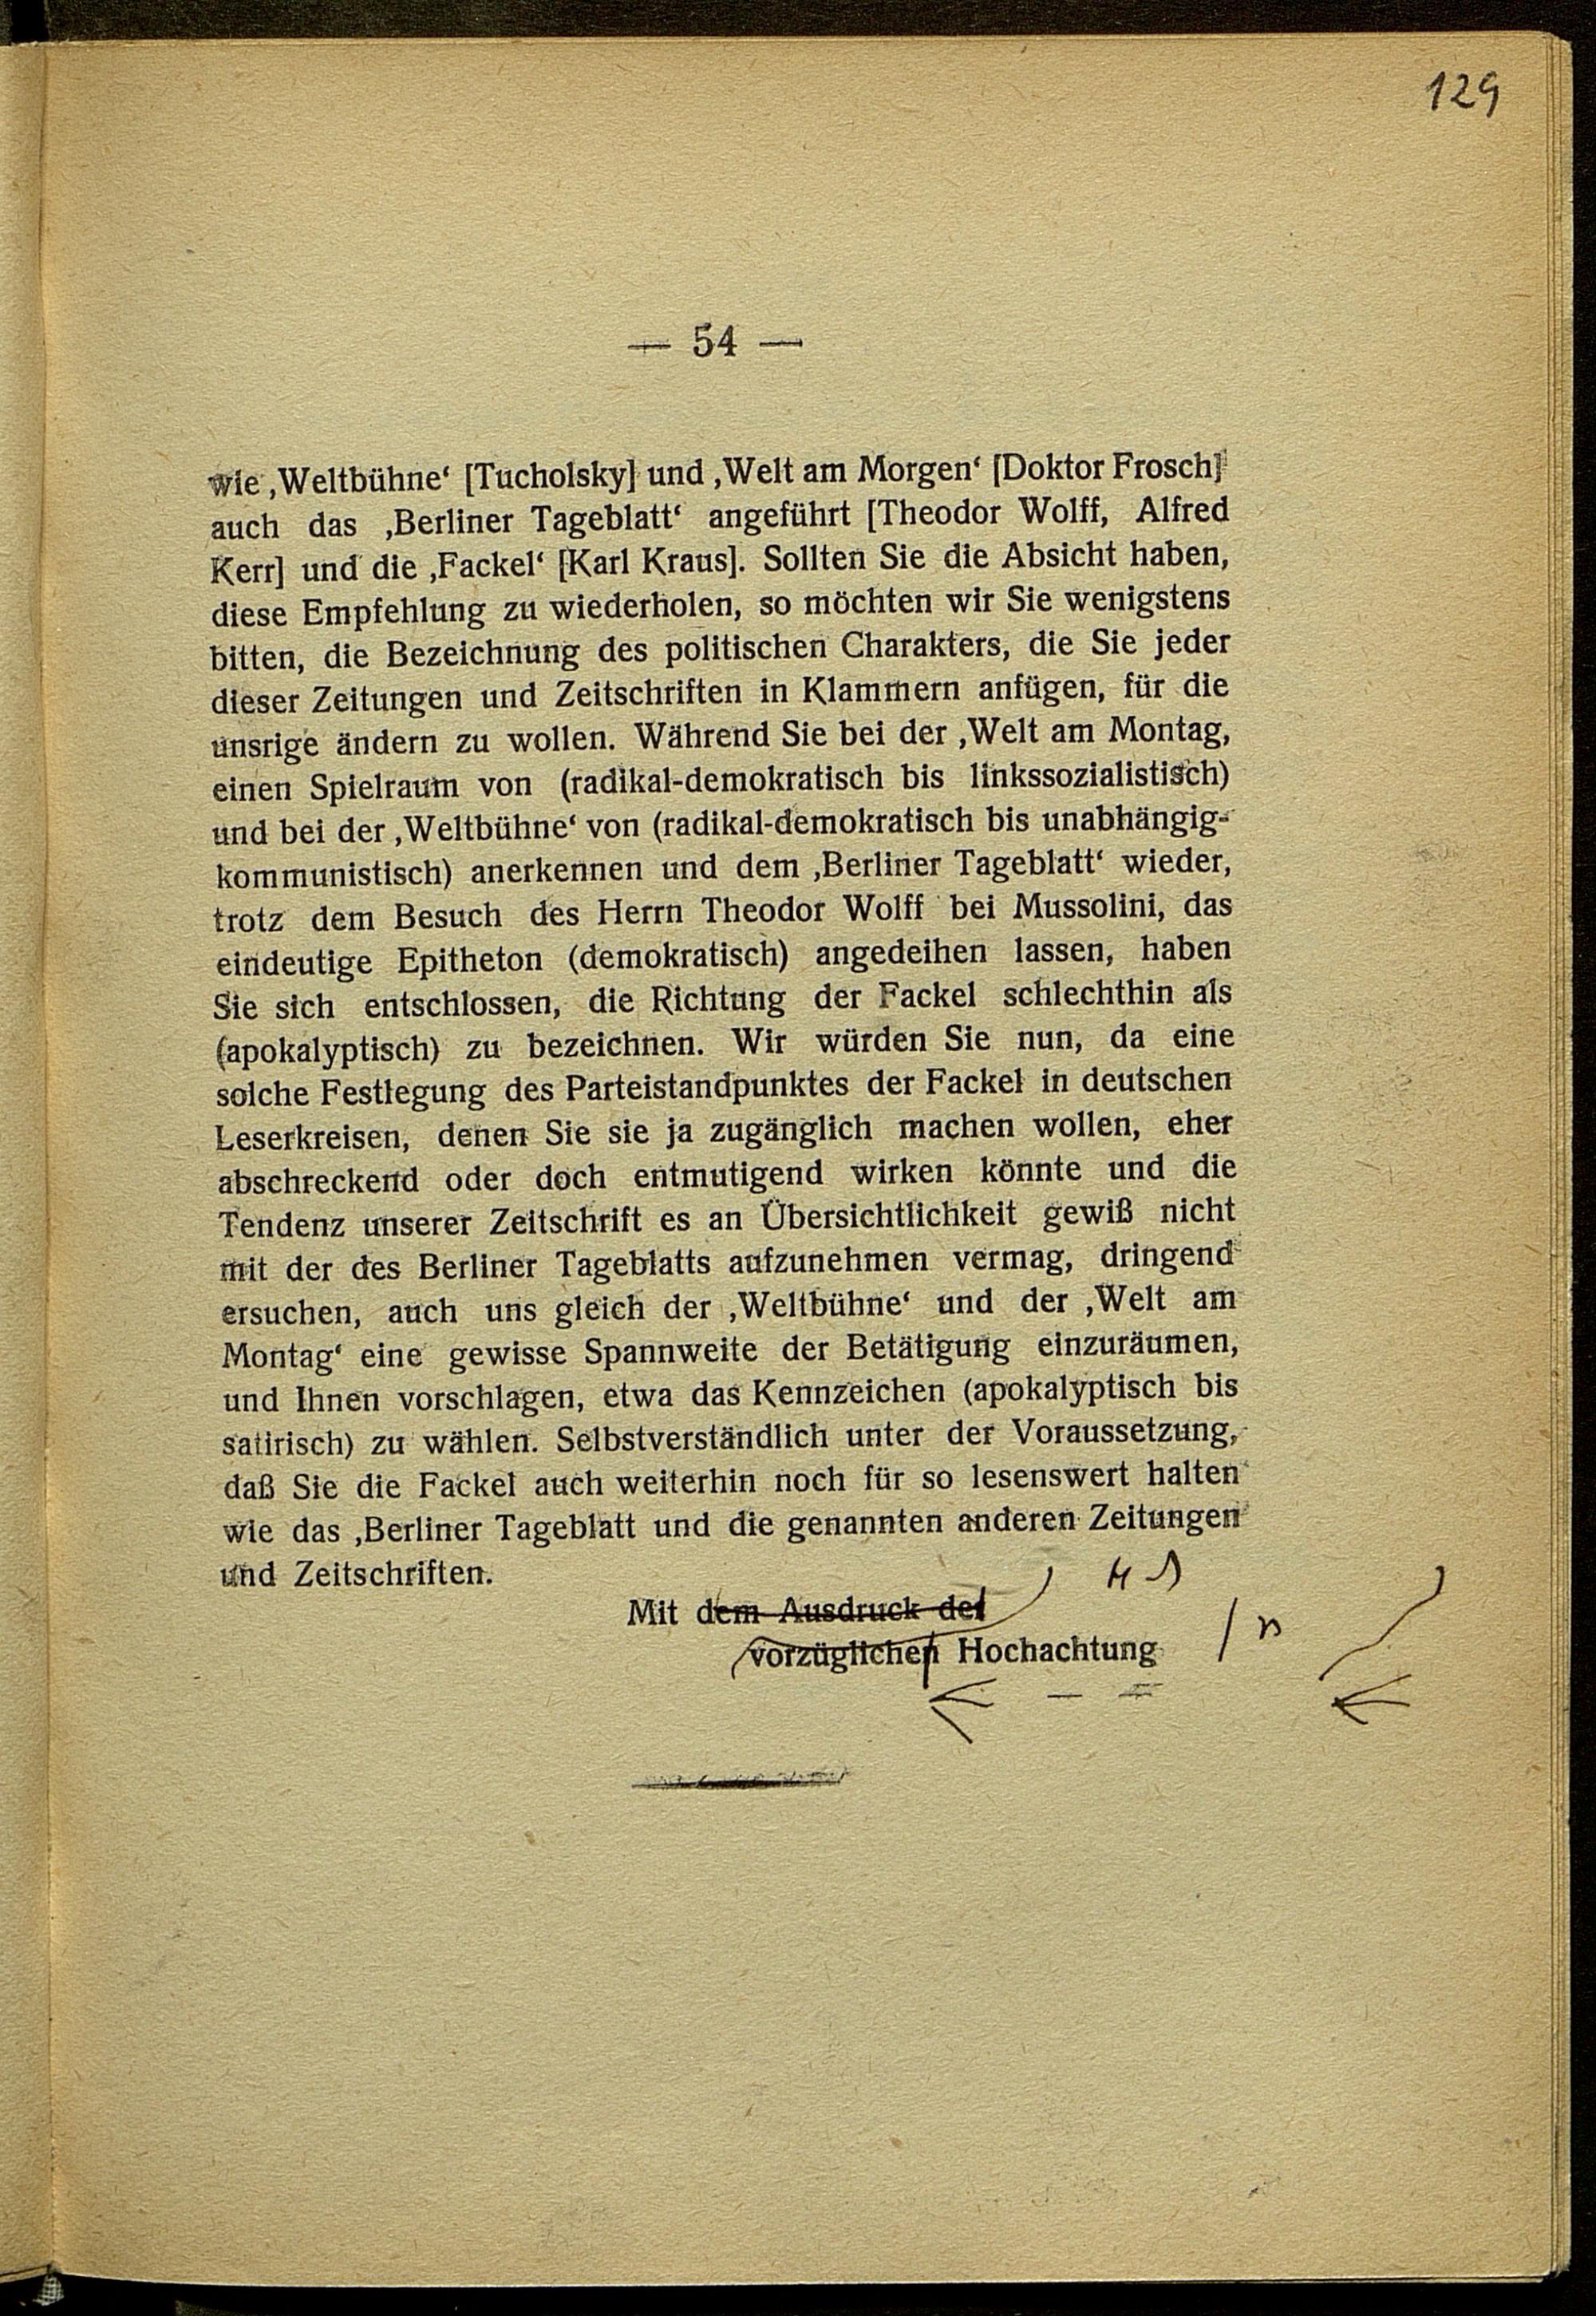 129
— 54 —
wie ‚Weltbühne‘ [Tucholsky] und ‚Welt am Morgen‘ [Doktor Frosch]
auch das ‚Berliner Tageblatt‘ angeführt [Theodor Wolff, Alfred
Kerr] und die ‚Fackel‘ [Karl Kraus]. Sollten Sie die Absicht haben,
diese Empfehlung zu wiederholen, so möchten wir Sie wenigstens
bitten, die Bezeichnung des politischen Charakters, die Sie jeder
dieser Zeitungen und Zeitschriften in Klammern anfügen, für die
unsrige ändern zu wollen. Während Sie bei der ‚Welt am Montag,
einen Spielraum von (radikal-demokratisch bis linkssozialistisch)
und bei der ‚Weltbühne‘ von (radikal-demokratisch bis unabhängig-
kommunistisch) anerkennen und dem ‚Berliner Tageblatt‘ wieder,
trotz dem Besuch des Herrn Theodor Wolff bei Mussolini, das
eindeutige Epitheton (demokratisch) angedeihen lassen, haben
Sie sich entschlossen, die Richtung der Fackel schlechthin als
(apokalyptisch) zu bezeichnen. Wir würden Sie nun, da eine
solche Festlegung des Parteistandpunktes der Fackel in deutschen
Leserkreisen, denen Sie sie ja zugänglich machen wollen, eher
abschreckend oder doch entmutigend wirken könnte und die
Tendenz unserer Zeitschrift es an Übersichtlichkeit gewiß nicht
mit der des Berliner Tageblatts aufzunehmen vermag, dringend
ersuchen, auch uns gleich der ‚Weltbühne‘ und der ‚Welt am
Montag‘ eine gewisse Spannweite der Betätigung einzuräumen,
und Ihnen vorschlagen, etwa das Kennzeichen (apokalyptisch bis
satirisch) zu wählen. Selbstverständlich unter der Voraussetzung,
daß Sie die Fackel auch weiterhin noch für so lesenswert halten
wie das ‚Berliner Tageblatt und die genannten anderen Zeitungen
und Zeitschriften.
Mit dem Ausdruck der
vorzüglichen Hochachtung